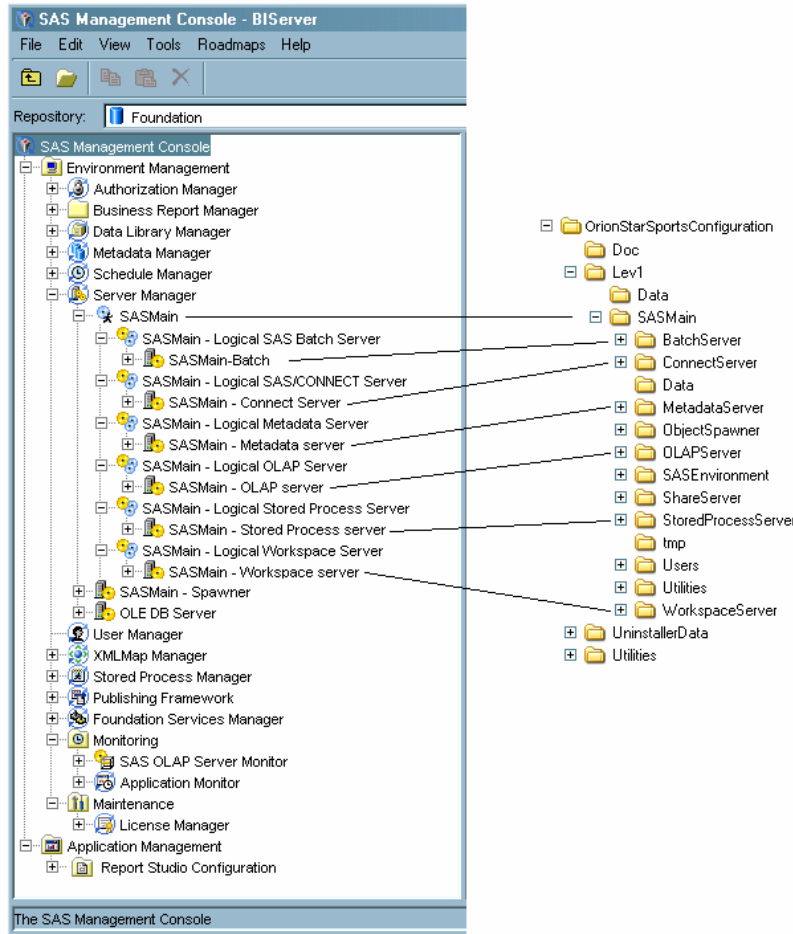 SAS Management Console - BIServer
File Edit View Tools Roadmaps Help
Repository: Foundation
SAS Management Console
Environment Management
Authorization Manager
Business Report Manager
Data Library Manager
Metadata Manager
Schedule Manager
Server Manager
SASMain
SASMain - Logical SAS Batch Server
SASMain-Batch
SASMain - Logical SAS/CONNECT Server
SASMain - Connect Server
SASMain - Logical Metadata Server
SASMain - Metadata server
SASMain - Logical OLAP Server
SASMain - OLAP server
SASMain - Logical Stored Process Server
SASMain - Stored Process server
SASMain - Logical Workspace Server
SASMain - Workspace server
SASMain - Spawner
OLE DB Server
User Manager
XMLMap Manager
Stored Process Manager
Publishing Framework
Foundation Services Manager
Monitoring
SAS OLAP Server Monitor
Application Monitor
Maintenance
License Manager
Application Management
Report Studio Configuration
The SAS Management Console
OrionStarSportsConfiguration
Doc
Lev1
Data
SASMain
BatchServer
ConnectServer
Data
MetadataServer
ObjectSpawner
OLAPServer
SASEnvironment
ShareServer
StoredProcessServer
tmp
Users
Utilities
WorkspaceServer
UninstallerData
Utilities